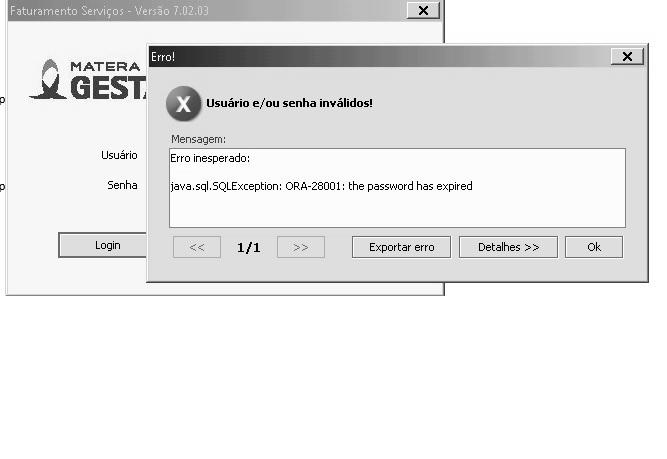 Faturamento Serviços - Versão 7.02.03
MATERA
GEST
Usuário
Senha
Login
Erro!
X
Usuário e/ou senha inválidos!
Mensagem:
Erro inesperado:
java.sql.SQLException: ORA-28001: the password has expired
<< 1/1 >> Exportar erro Detalhes >> Ok